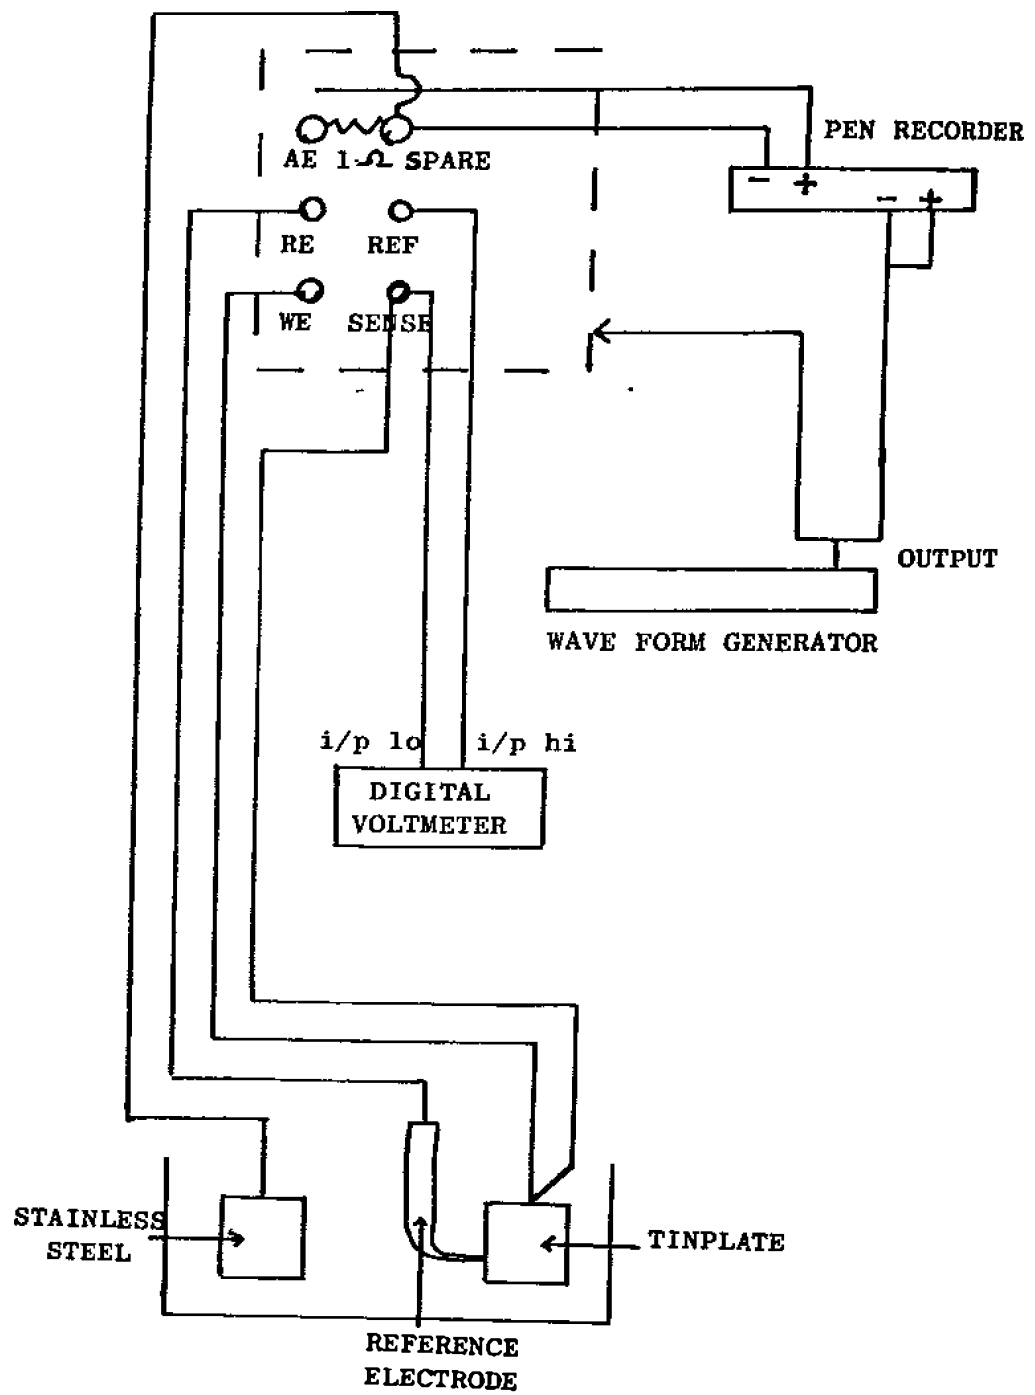 PEN RECORDER
- +
- +
AE 1-Ω SPARE
RE REF
WE SENSE
OUTPUT
WAVE FORM GENERATOR
i/p lo i/p hi
DIGITAL
VOLTMETER
STAINLESS
STEEL
TINPLATE
REFERENCE
ELECTRODE